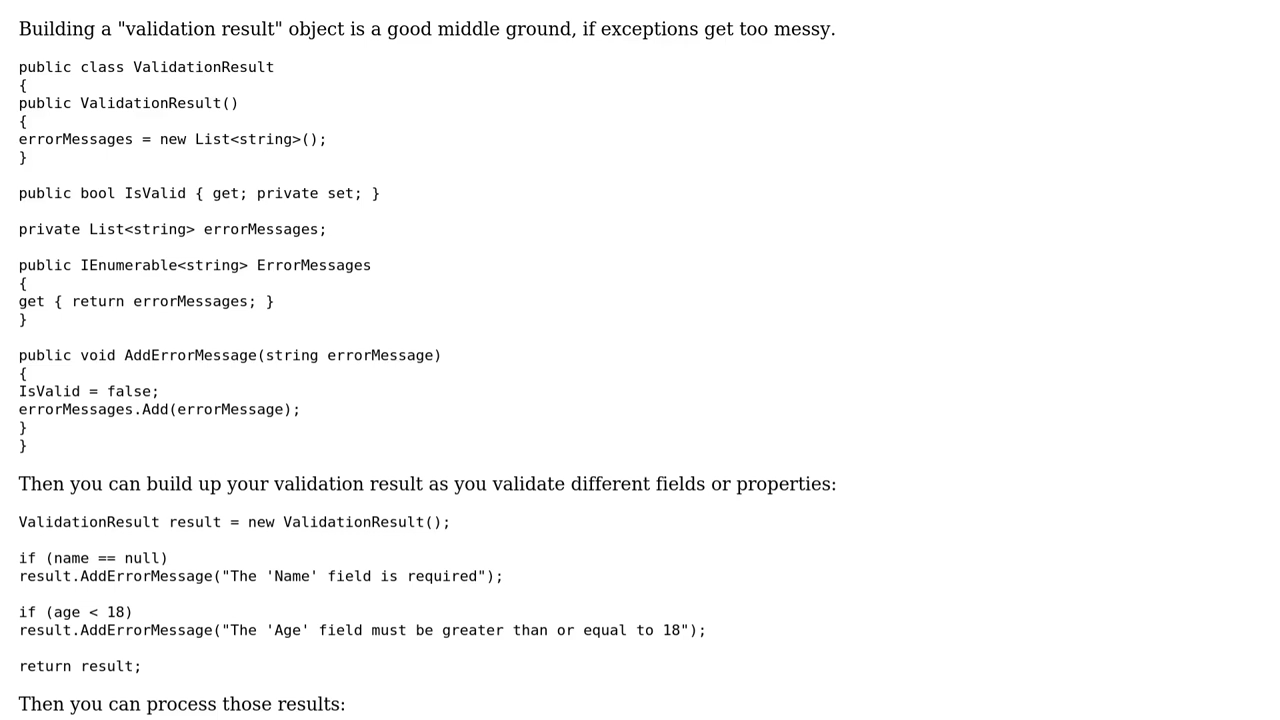 Building a "validation result" object is a good middle ground, if exceptions get too messy.
public class ValidationResult
{
public ValidationResult()
{
errorMessages = new List<string>();
}
public bool IsValid { get; private set; }
private List<string> errorMessages;
public IEnumerable<string> ErrorMessages
{
get { return errorMessages; }
}
public void AddErrorMessage(string errorMessage)
{
IsValid = false;
errorMessages.Add(errorMessage);
}
}
Then you can build up your validation result as you validate different fields or properties:
ValidationResult result = new ValidationResult();
if (name == null)
result.AddErrorMessage("The 'Name' field is required");
if (age < 18)
result.AddErrorMessage("The 'Age' field must be greater than or equal to 18");
return result;
Then you can process those results: